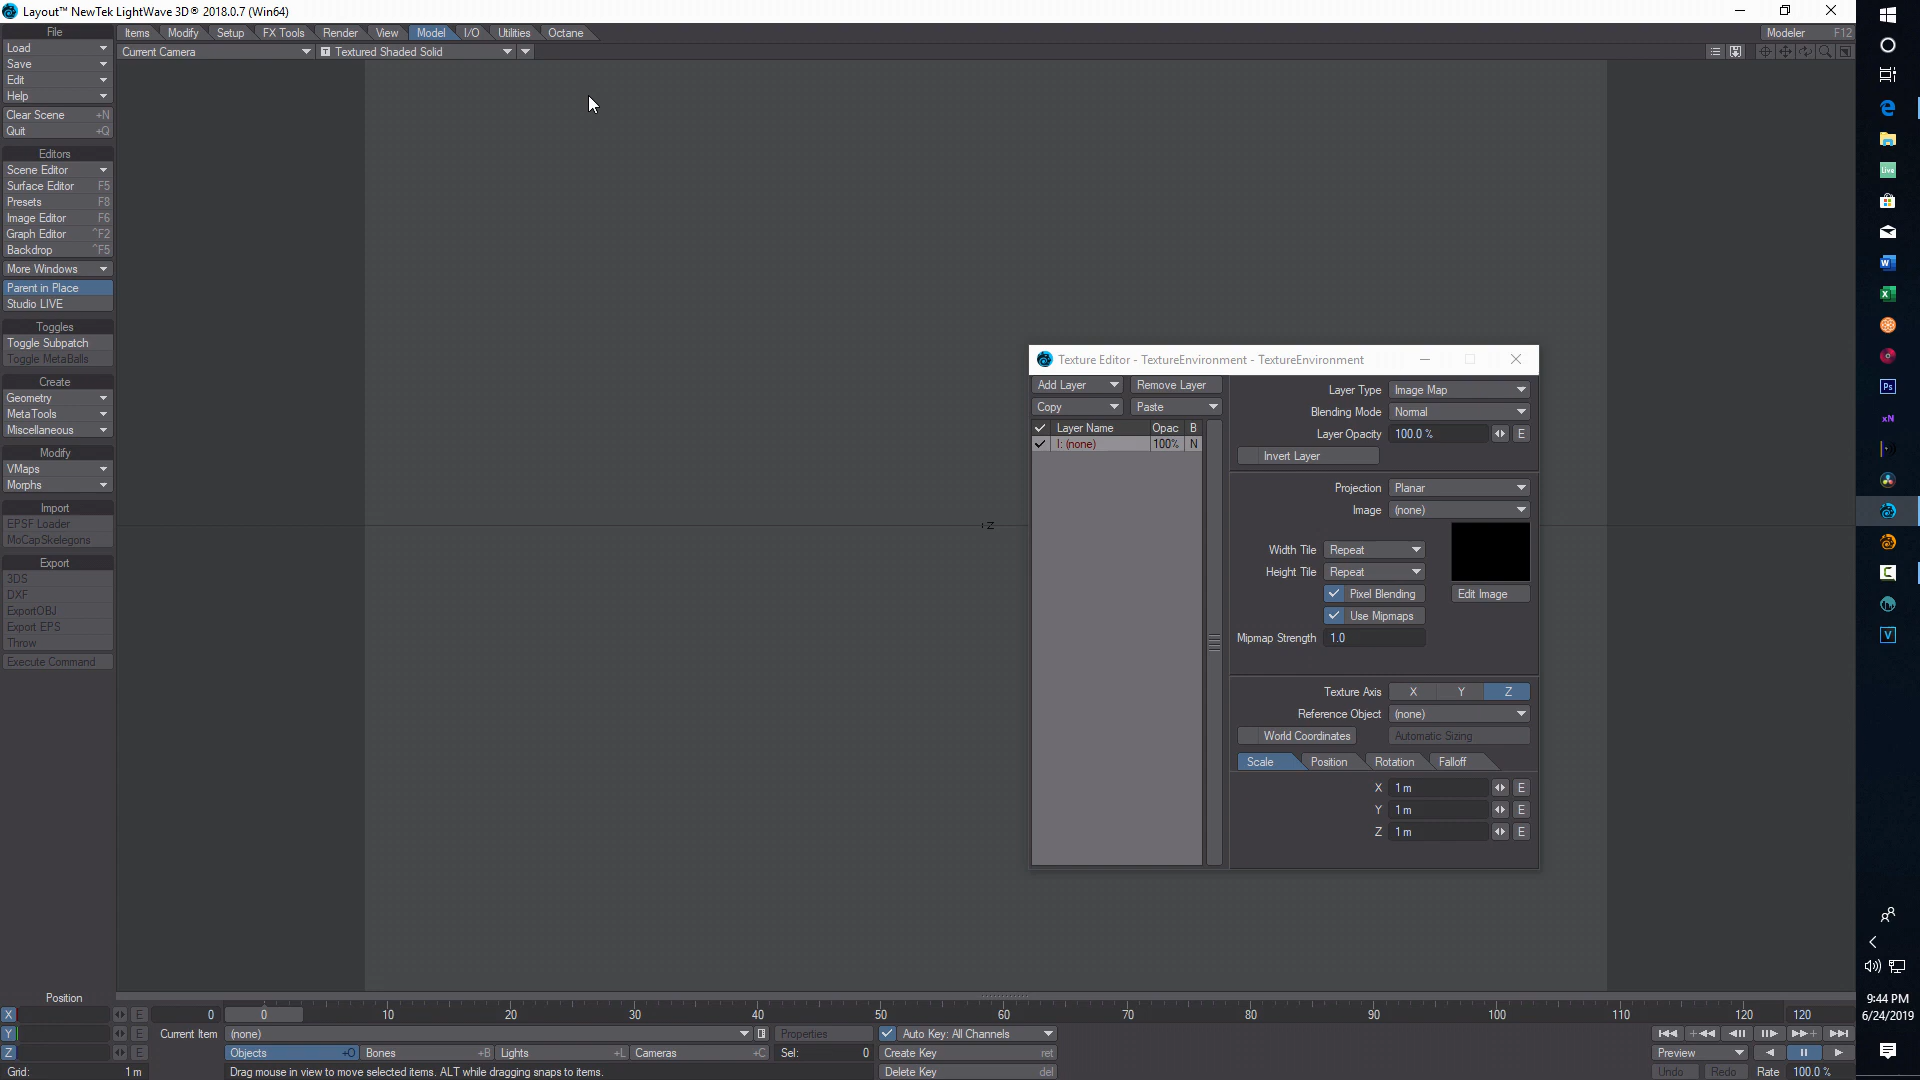 Layout™ NewTek LightWave 3D® 2018.0.7 (Win64)
File
Items Modify Setup FX Tools Render View Model I/O Utilities Octane
Modeler F12
Load
Current Camera
T Textured Shaded Solid
Save
Edit
Help
Clear Scene +N
Quit +Q
Editors
Scene Editor
Surface Editor F5
Presets F8
Image Editor F6
Graph Editor ^F2
Backdrop ^F5
More Windows
Parent in Place
Studio LIVE
Toggles
Toggle Subpatch
Toggle MetaBalls
Create
Geometry
MetaTools
Miscellaneous
Modify
VMaps
Morphs
Import
EPSF Loader
MoCapSkelegons
Export
3DS
DXF
ExportOBJ
Export EPS
Throw
Execute Command
Texture Editor - TextureEnvironment - TextureEnvironment
Add Layer Remove Layer
Copy Paste
Layer Name Opac B
I: (none) 100% N
Layer Type Image Map
Blending Mode Normal
Layer Opacity 100.0 % E
Invert Layer
Projection Planar
Image (none)
Width Tile Repeat
Height Tile Repeat
Pixel Blending
Edit Image
Use Mipmaps
Mipmap Strength 1.0
Texture Axis X Y Z
Reference Object (none)
World Coordinates Automatic Sizing
Scale Position Rotation Falloff
X 1 m E
Y 1 m E
Z 1 m E
Position
X E
Y E
Z E
Grid: 1 m
0 0 10 20 30 40 50 60 70 80 90 100 110 120 120
Current Item (none) Properties Auto Key: All Channels
Objects +O Bones +B Lights +L Cameras +C Sel: 0 Create Key ret
Drag mouse in view to move selected items. ALT while dragging snaps to items.
Delete Key del
Preview
Undo Redo Rate 100.0 %
live
Ps
xN
V
9:44 PM
6/24/2019